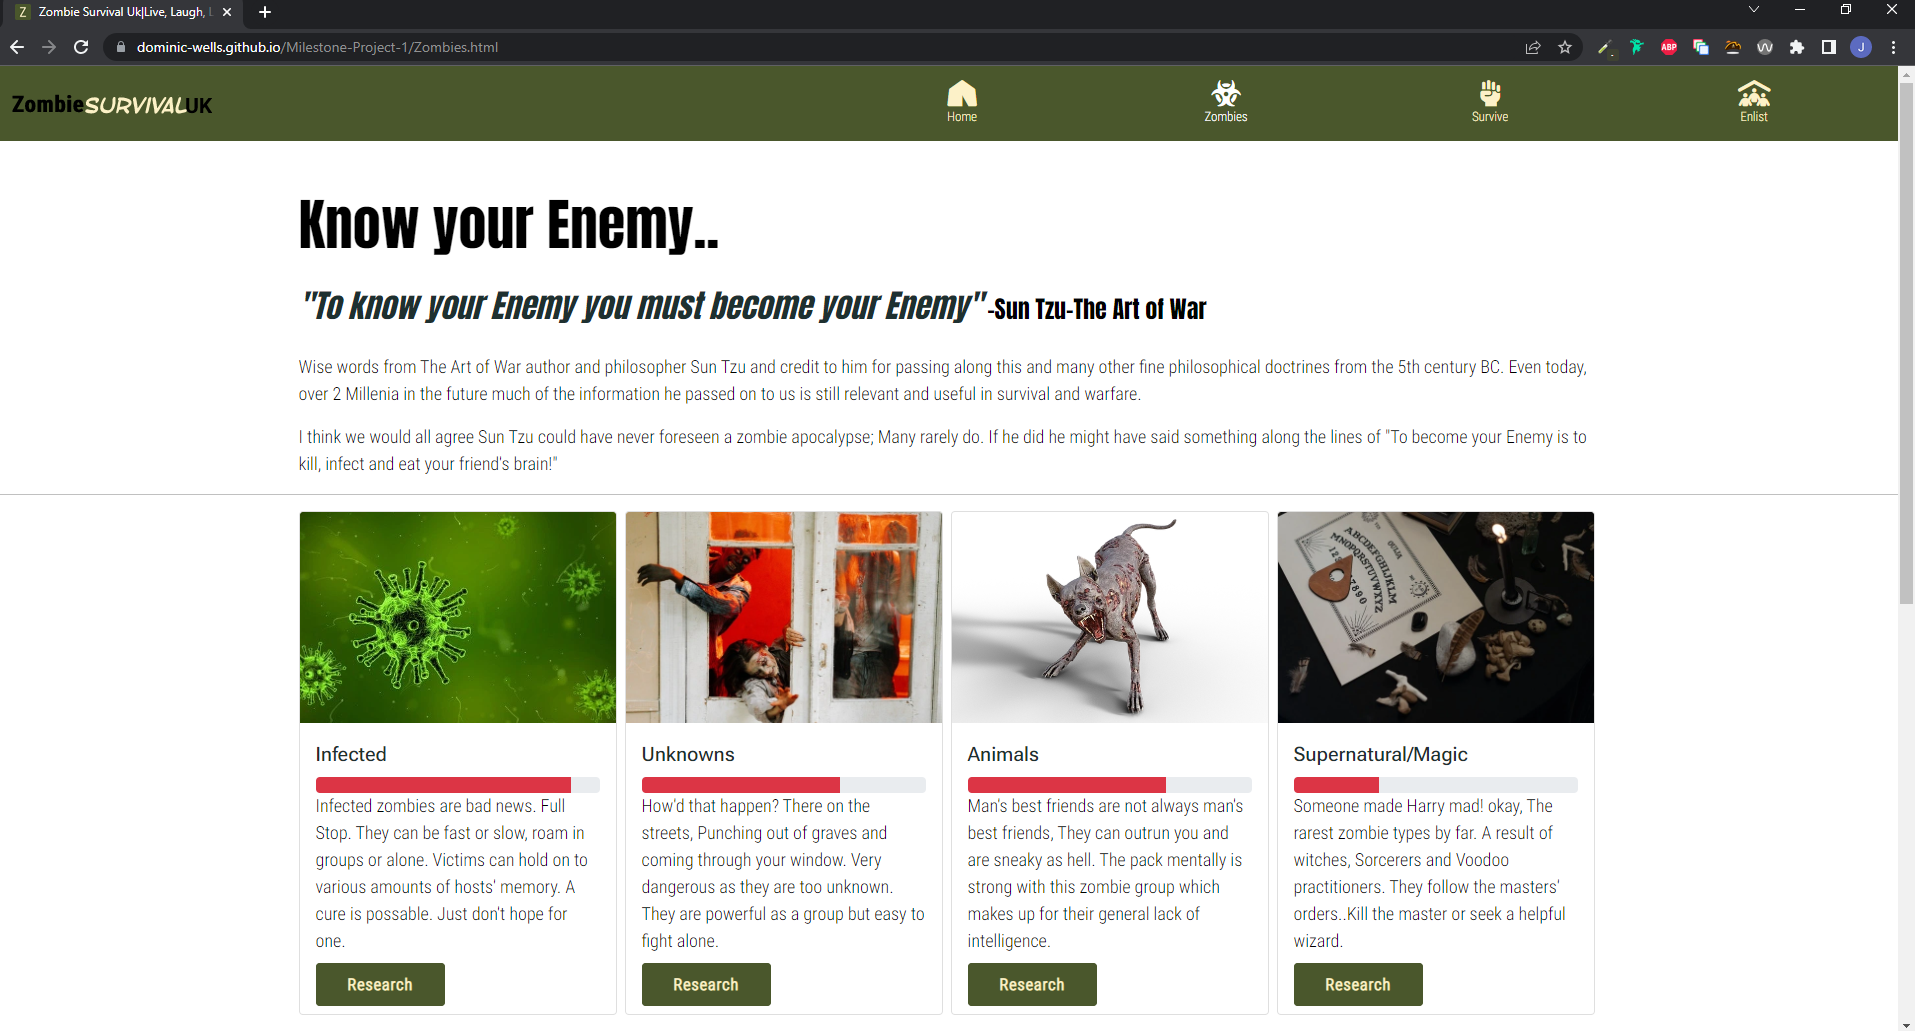 Zombie Survival Uk|Live, Laugh, L
dominic-wells.github.io/Milestone-Project-1/Zombies.html
ABP
J
ZombieSURVIVALUK
Home
Zombies
Survive
Enlist
Know your Enemy..
"To know your Enemy you must become your Enemy" -Sun Tzu-The Art of War
Wise words from The Art of War author and philosopher Sun Tzu and credit to him for passing along this and many other fine philosophical doctrines from the 5th century BC. Even today,
over 2 Millenia in the future much of the information he passed on to us is still relevant and useful in survival and warfare.
I think we would all agree Sun Tzu could have never foreseen a zombie apocalypse; Many rarely do. If he did he might have said something along the lines of "To become your Enemy is to
kill, infect and eat your friend's brain!"
Infected
Infected zombies are bad news. Full
Stop. They can be fast or slow, roam in
groups or alone. Victims can hold on to
various amounts of hosts' memory. A
cure is possable. Just don't hope for
one.
Research
Unknowns
How'd that happen? There on the
streets, Punching out of graves and
coming through your window. Very
dangerous as they are too unknown.
They are powerful as a group but easy to
fight alone.
Research
Animals
Man's best friends are not always man's
best friends, They can outrun you and
are sneaky as hell. The pack mentally is
strong with this zombie group which
makes up for their general lack of
intelligence.
Research
ABCDEFGHIJKLM
NOPQRSTUVWXYZ
7890
Supernatural/Magic
Someone made Harry mad! okay, The
rarest zombie types by far. A result of
witches, Sorcerers and Voodoo
practitioners. They follow the masters'
orders..Kill the master or seek a helpful
wizard.
Research